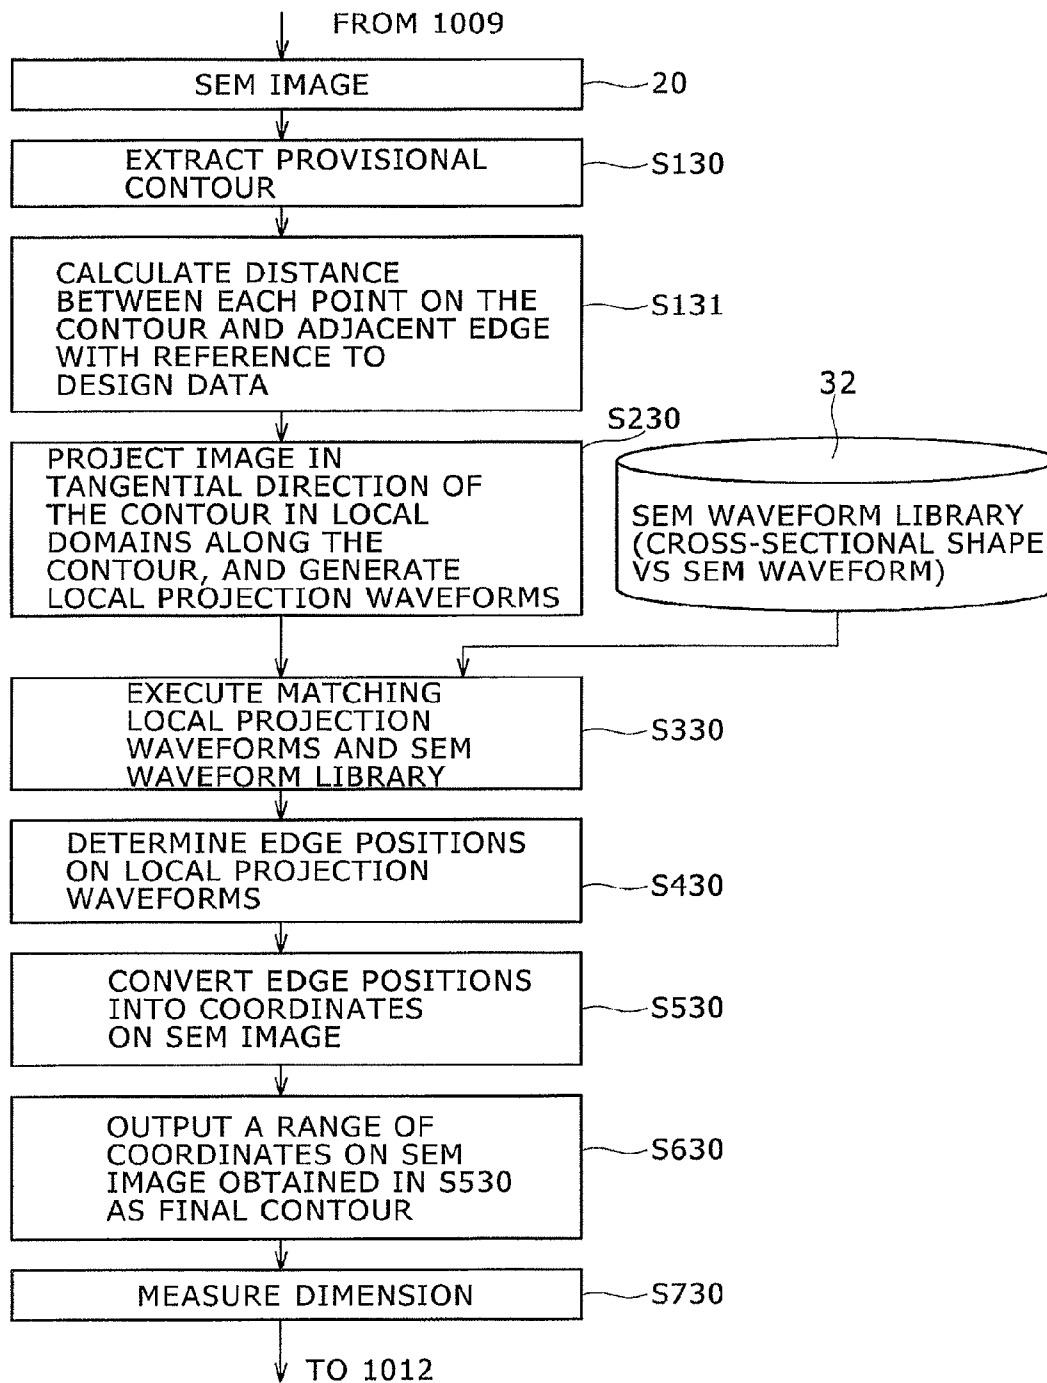 FROM 1009
SEM IMAGE
20
EXTRACT PROVISIONAL
CONTOUR
S130
CALCULATE DISTANCE
BETWEEN EACH POINT ON THE
CONTOUR AND ADJACENT EDGE
WITH REFERENCE TO
DESIGN DATA
S131
PROJECT IMAGE IN
TANGENTIAL DIRECTION OF
THE CONTOUR IN LOCAL
DOMAINS ALONG THE
CONTOUR, AND GENERATE
LOCAL PROJECTION WAVEFORMS
S230
32
SEM WAVEFORM LIBRARY
(CROSS-SECTIONAL SHAPE
VS SEM WAVEFORM)
EXECUTE MATCHING
LOCAL PROJECTION
WAVEFORMS AND SEM
WAVEFORM LIBRARY
S330
DETERMINE EDGE POSITIONS
ON LOCAL PROJECTION
WAVEFORMS
S430
CONVERT EDGE POSITIONS
INTO COORDINATES
ON SEM IMAGE
S530
OUTPUT A RANGE OF
COORDINATES ON SEM
IMAGE OBTAINED IN S530
AS FINAL CONTOUR
S630
MEASURE DIMENSION
S730
TO 1012